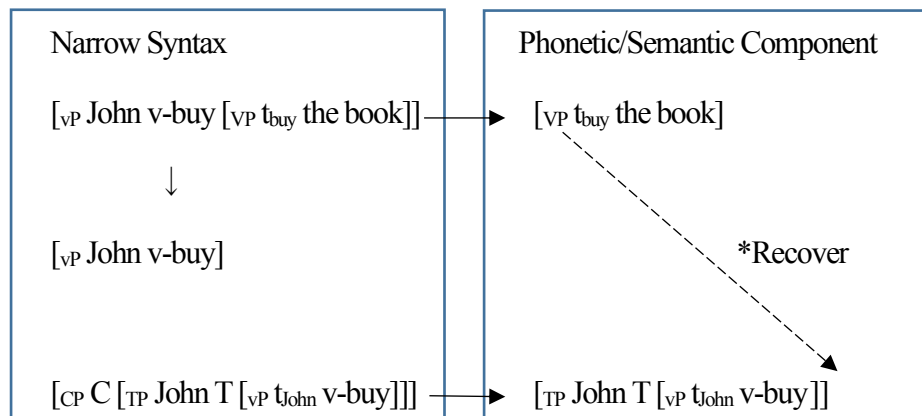 Narrow Syntax Phonetic/Semantic Component
[vP John v-buy [VP tbuy the book]] → [VP tbuy the book]
↓
[vP John v-buy] *Recover
[CP C [TP John T [vP tJohn v-buy]]] → [TP John T [vP tJohn v-buy]]